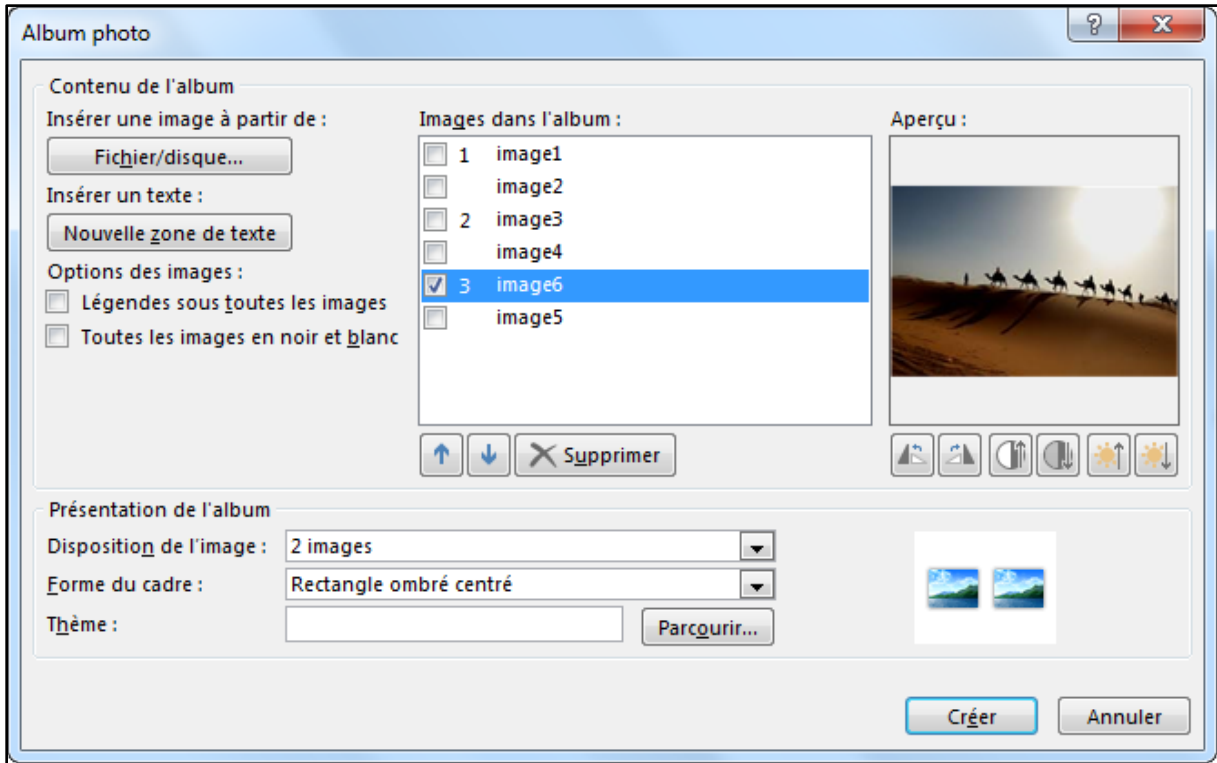 Album photo
Contenu de l'album
Insérer une image à partir de :
Fichier/disque...
Insérer un texte :
Nouvelle zone de texte
Options des images :
Légendes sous toutes les images
Toutes les images en noir et blanc
Images dans l'album :
1 image1
image2
2 image3
image4
3 image6
image5
Supprimer
Aperçu :
Présentation de l'album
Disposition de l'image : 2 images
Forme du cadre : Rectangle ombré centré
Thème : Parcourir...
Créer Annuler